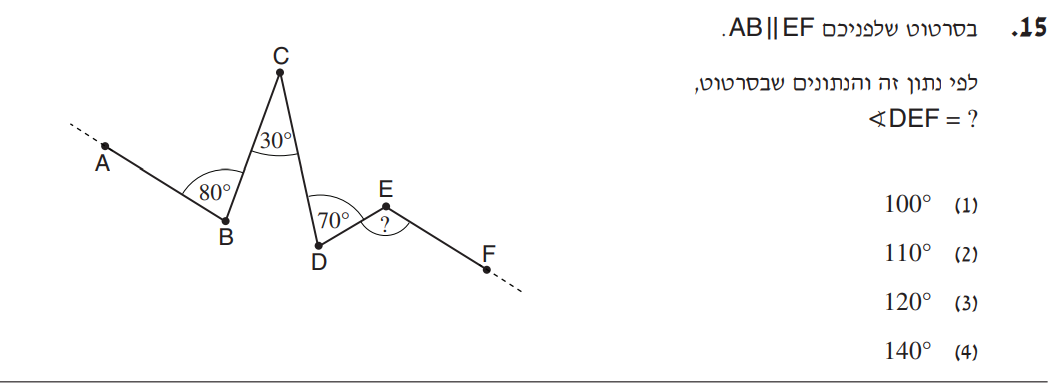 15. בסרטוט שלפניכם AB || EF.
לפי נתון זה והנתונים שבסרטוט,
∢DEF = ?
(1) 100°
(2) 110°
(3) 120°
(4) 140°
C
30°
A
80°
B
E
70°
?
D
F